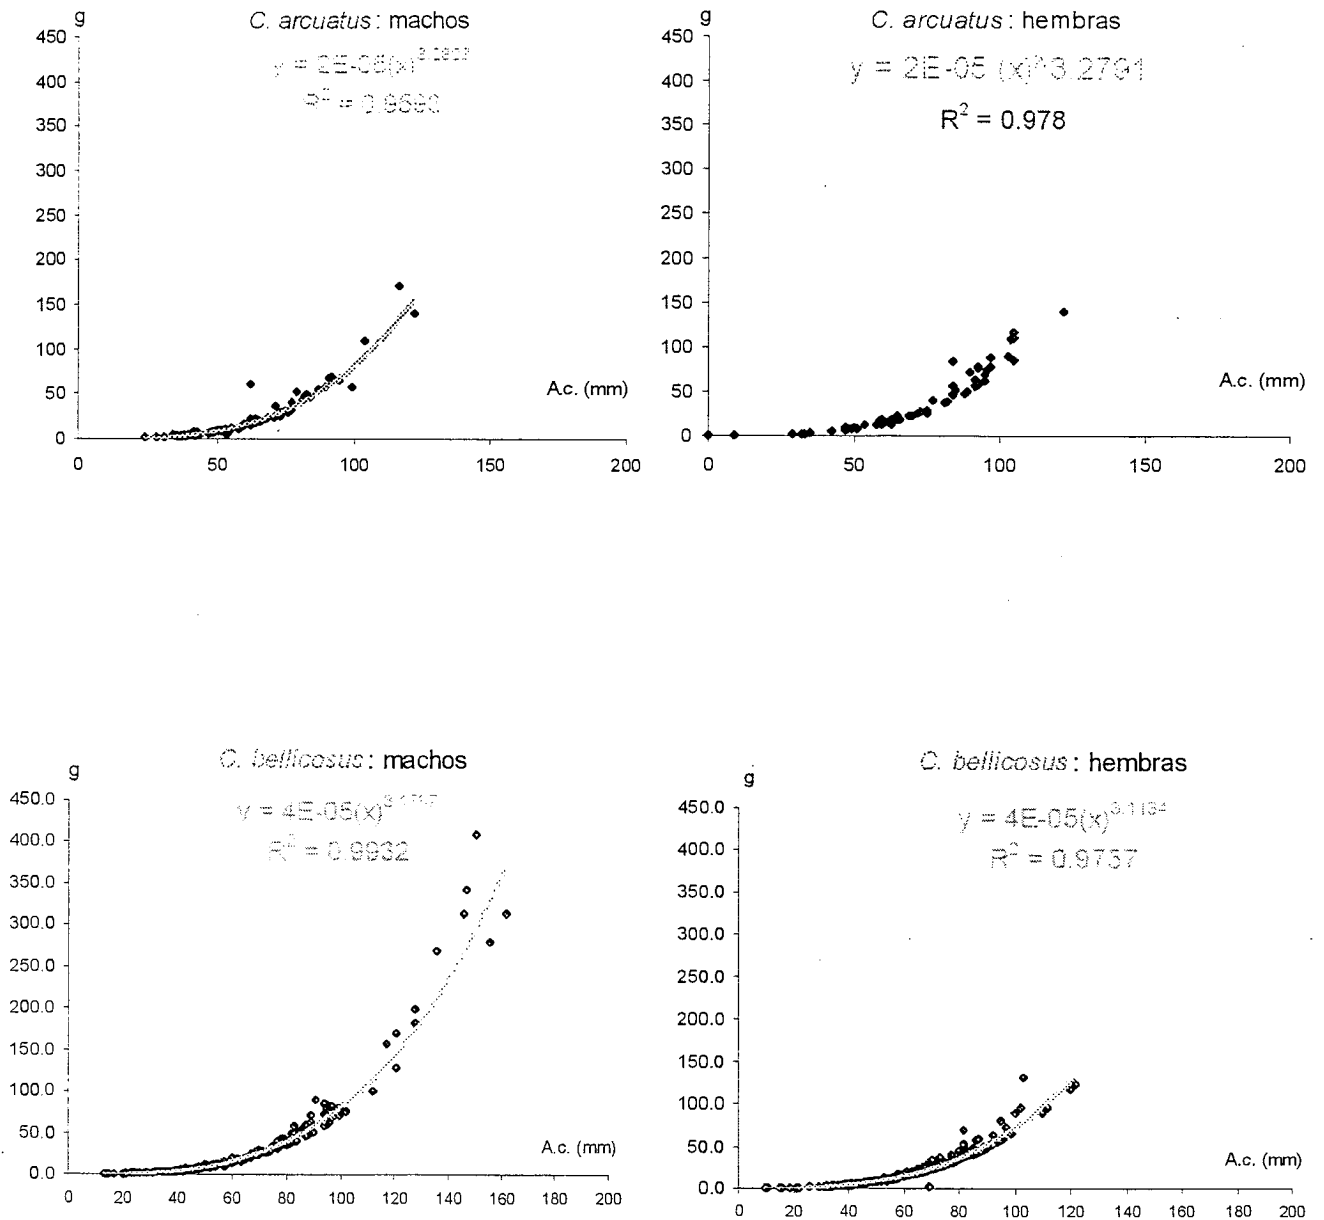 g
C. arcuatus: machos
450
400
350
300
250
200
150
100
50
0
R² =
A.c. (mm)
0 50 100 150 200
g
C. arcuatus: hembras
y = 2E-05 (x)^3.2791
R² = 0.978
450
400
350
300
250
200
150
100
50
0
A.c. (mm)
0 50 100 150 200
g
C. bellicosus: machos
y = 4E-05(x)
R² = 0.9932
450.0
400.0
350.0
300.0
250.0
200.0
150.0
100.0
50.0
0.0
A.c. (mm)
0 20 40 60 80 100 120 140 160 180 200
g
C. bellicosus: hembras
y = 4E-05(x)
R² = 0.9737
450.0
400.0
350.0
300.0
250.0
200.0
150.0
100.0
50.0
0.0
A.c. (mm)
0 20 40 60 80 100 120 140 160 180 200